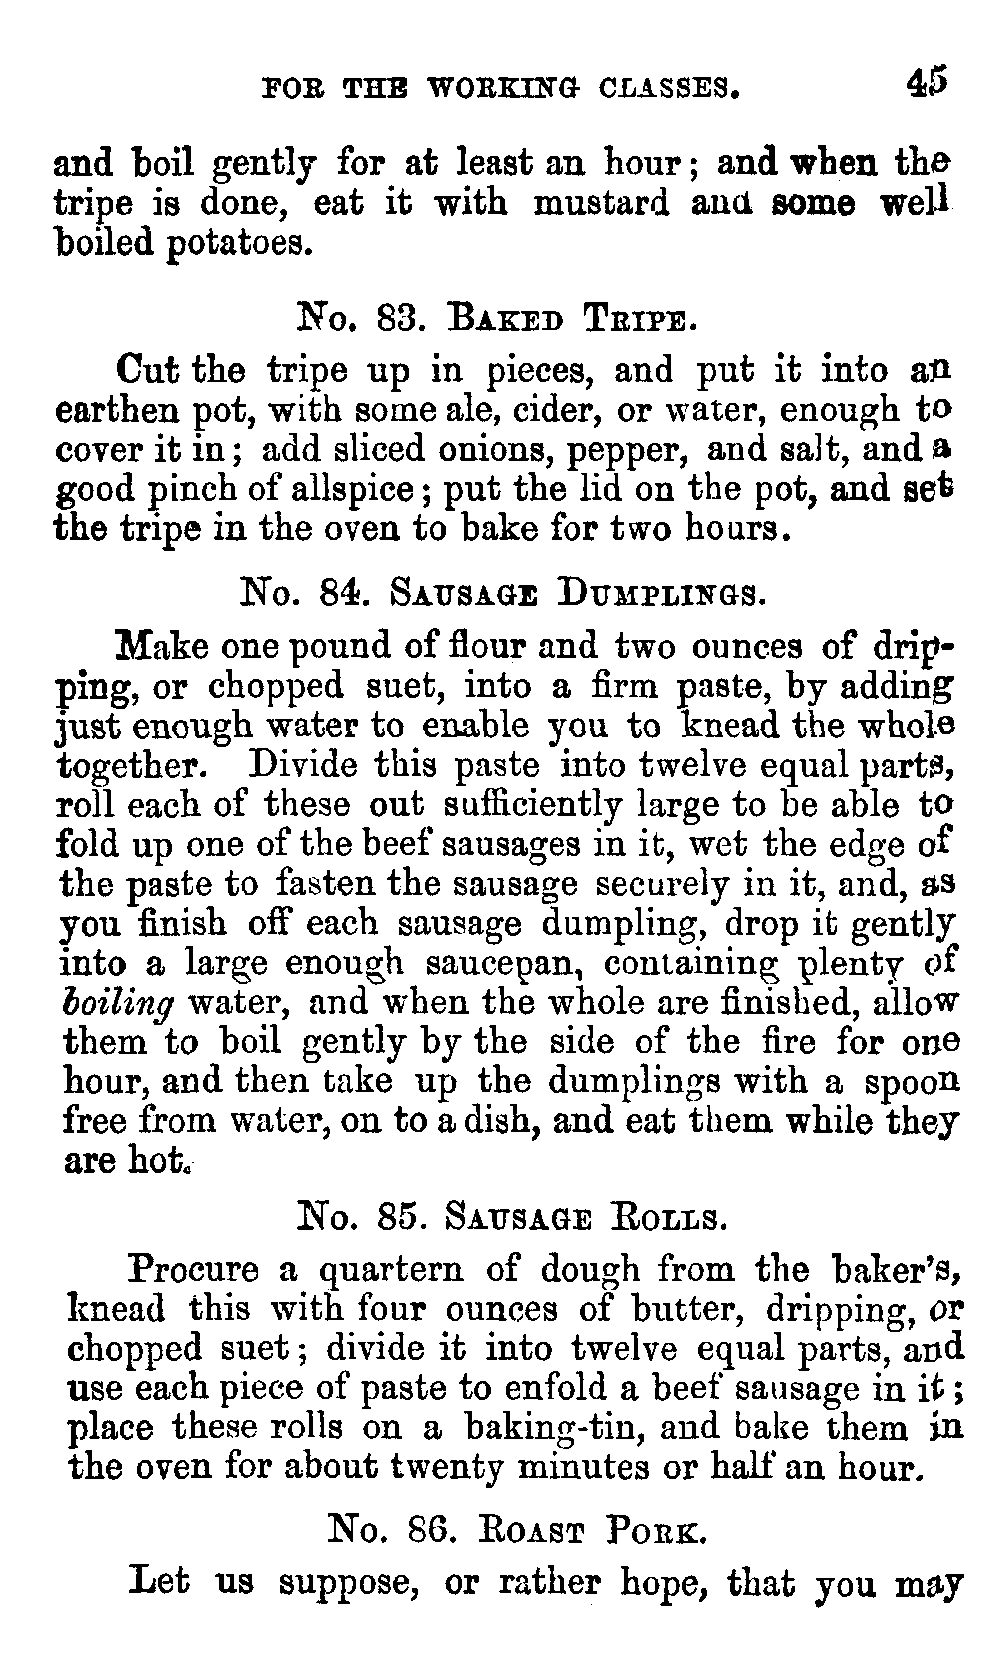 FOR THE WORKING CLASSES. 45
and boil gently for at least an hour; and when the
tripe is done, eat it with mustard and some well
boiled potatoes.
No. 83. BAKED TRIPE.
Cut the tripe up in pieces, and put it into an
earthen pot, with some ale, cider, or water, enough to
cover it in; add sliced onions, pepper, and salt, and a
good pinch of allspice; put the lid on the pot, and set
the tripe in the oven to bake for two hours.
No. 84. SAUSAGE DUMPLINGS.
Make one pound of flour and two ounces of drip-
ping, or chopped suet, into a firm paste, by adding
just enough water to enable you to knead the whole
together. Divide this paste into twelve equal parts,
roll each of these out sufficiently large to be able to
fold up one of the beef sausages in it, wet the edge of
the paste to fasten the sausage securely in it, and, as
you finish off each sausage dumpling, drop it gently
into a large enough saucepan, containing plenty of
boiling water, and when the whole are finished, allow
them to boil gently by the side of the fire for one
hour, and then take up the dumplings with a spoon
free from water, on to a dish, and eat them while they
are hot.
No. 85. SAUSAGE ROLLS.
Procure a quartern of dough from the baker's,
knead this with four ounces of butter, dripping, or
chopped suet; divide it into twelve equal parts, and
use each piece of paste to enfold a beef sausage in it;
place these rolls on a baking-tin, and bake them in
the oven for about twenty minutes or half an hour.
No. 86. ROAST PORK.
Let us suppose, or rather hope, that you may